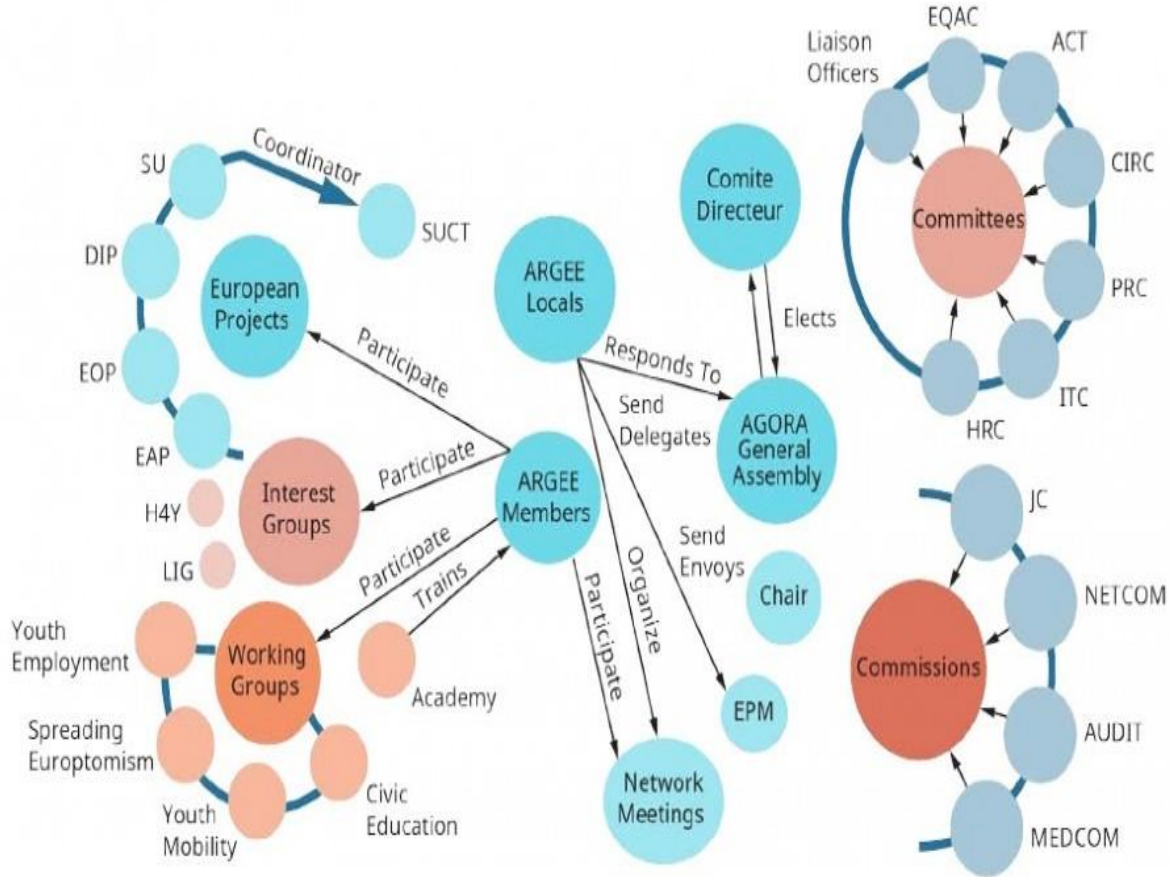 EQAC
Liaison
Officers
ACT
CIRC
Committees
PRC
ITC
HRC
Coordinator
SU
SUCT
DIP
European
Projects
EOP
EAP
Comite
Directeur
ARGEE
Locals
Elects
Responds To
Send
Delegates
AGORA
General
Assembly
Participate
Participate
Interest
Groups
H4Y
LIG
ARGEE
Members
Participate
Trains
Send
Envoys
Organize
Participate
Chair
EPM
Network
Meetings
Youth
Employment
Working
Groups
Academy
Spreading
Europtomism
Youth
Mobility
Civic
Education
JC
NETCOM
Commissions
AUDIT
MEDCOM